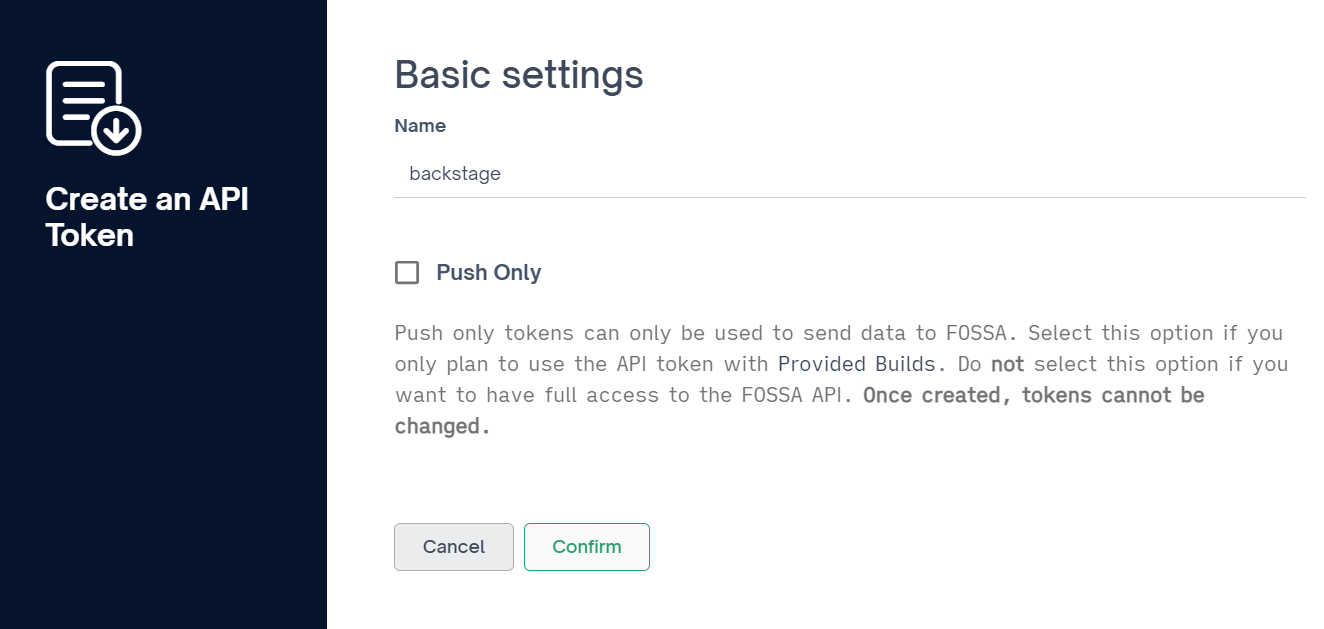 Create an API
Token
Basic settings
Name
backstage
Push Only
Push only tokens can only be used to send data to FOSSA. Select this option if you
only plan to use the API token with Provided Builds. Do not select this option if you
want to have full access to the FOSSA API. Once created, tokens cannot be
changed.
Cancel
Confirm